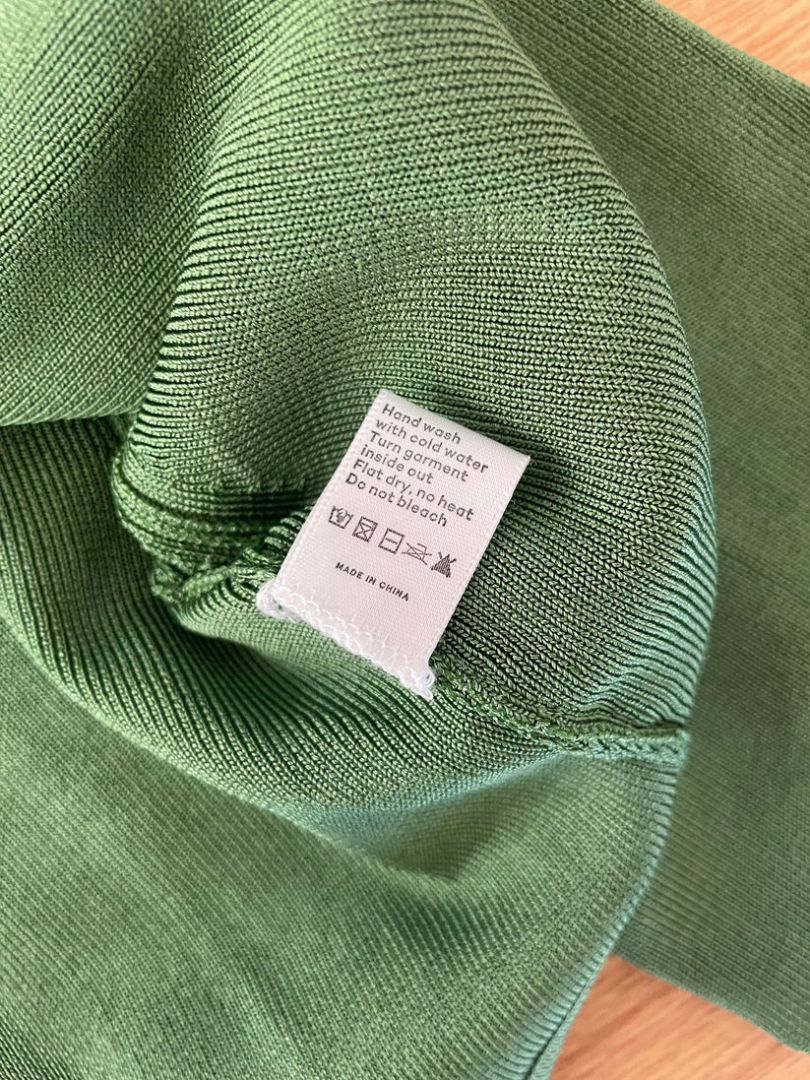 Hand wash
with cold water
Turn garment
inside out
Flat dry, no heat
Do not bleach
MADE IN CHINA